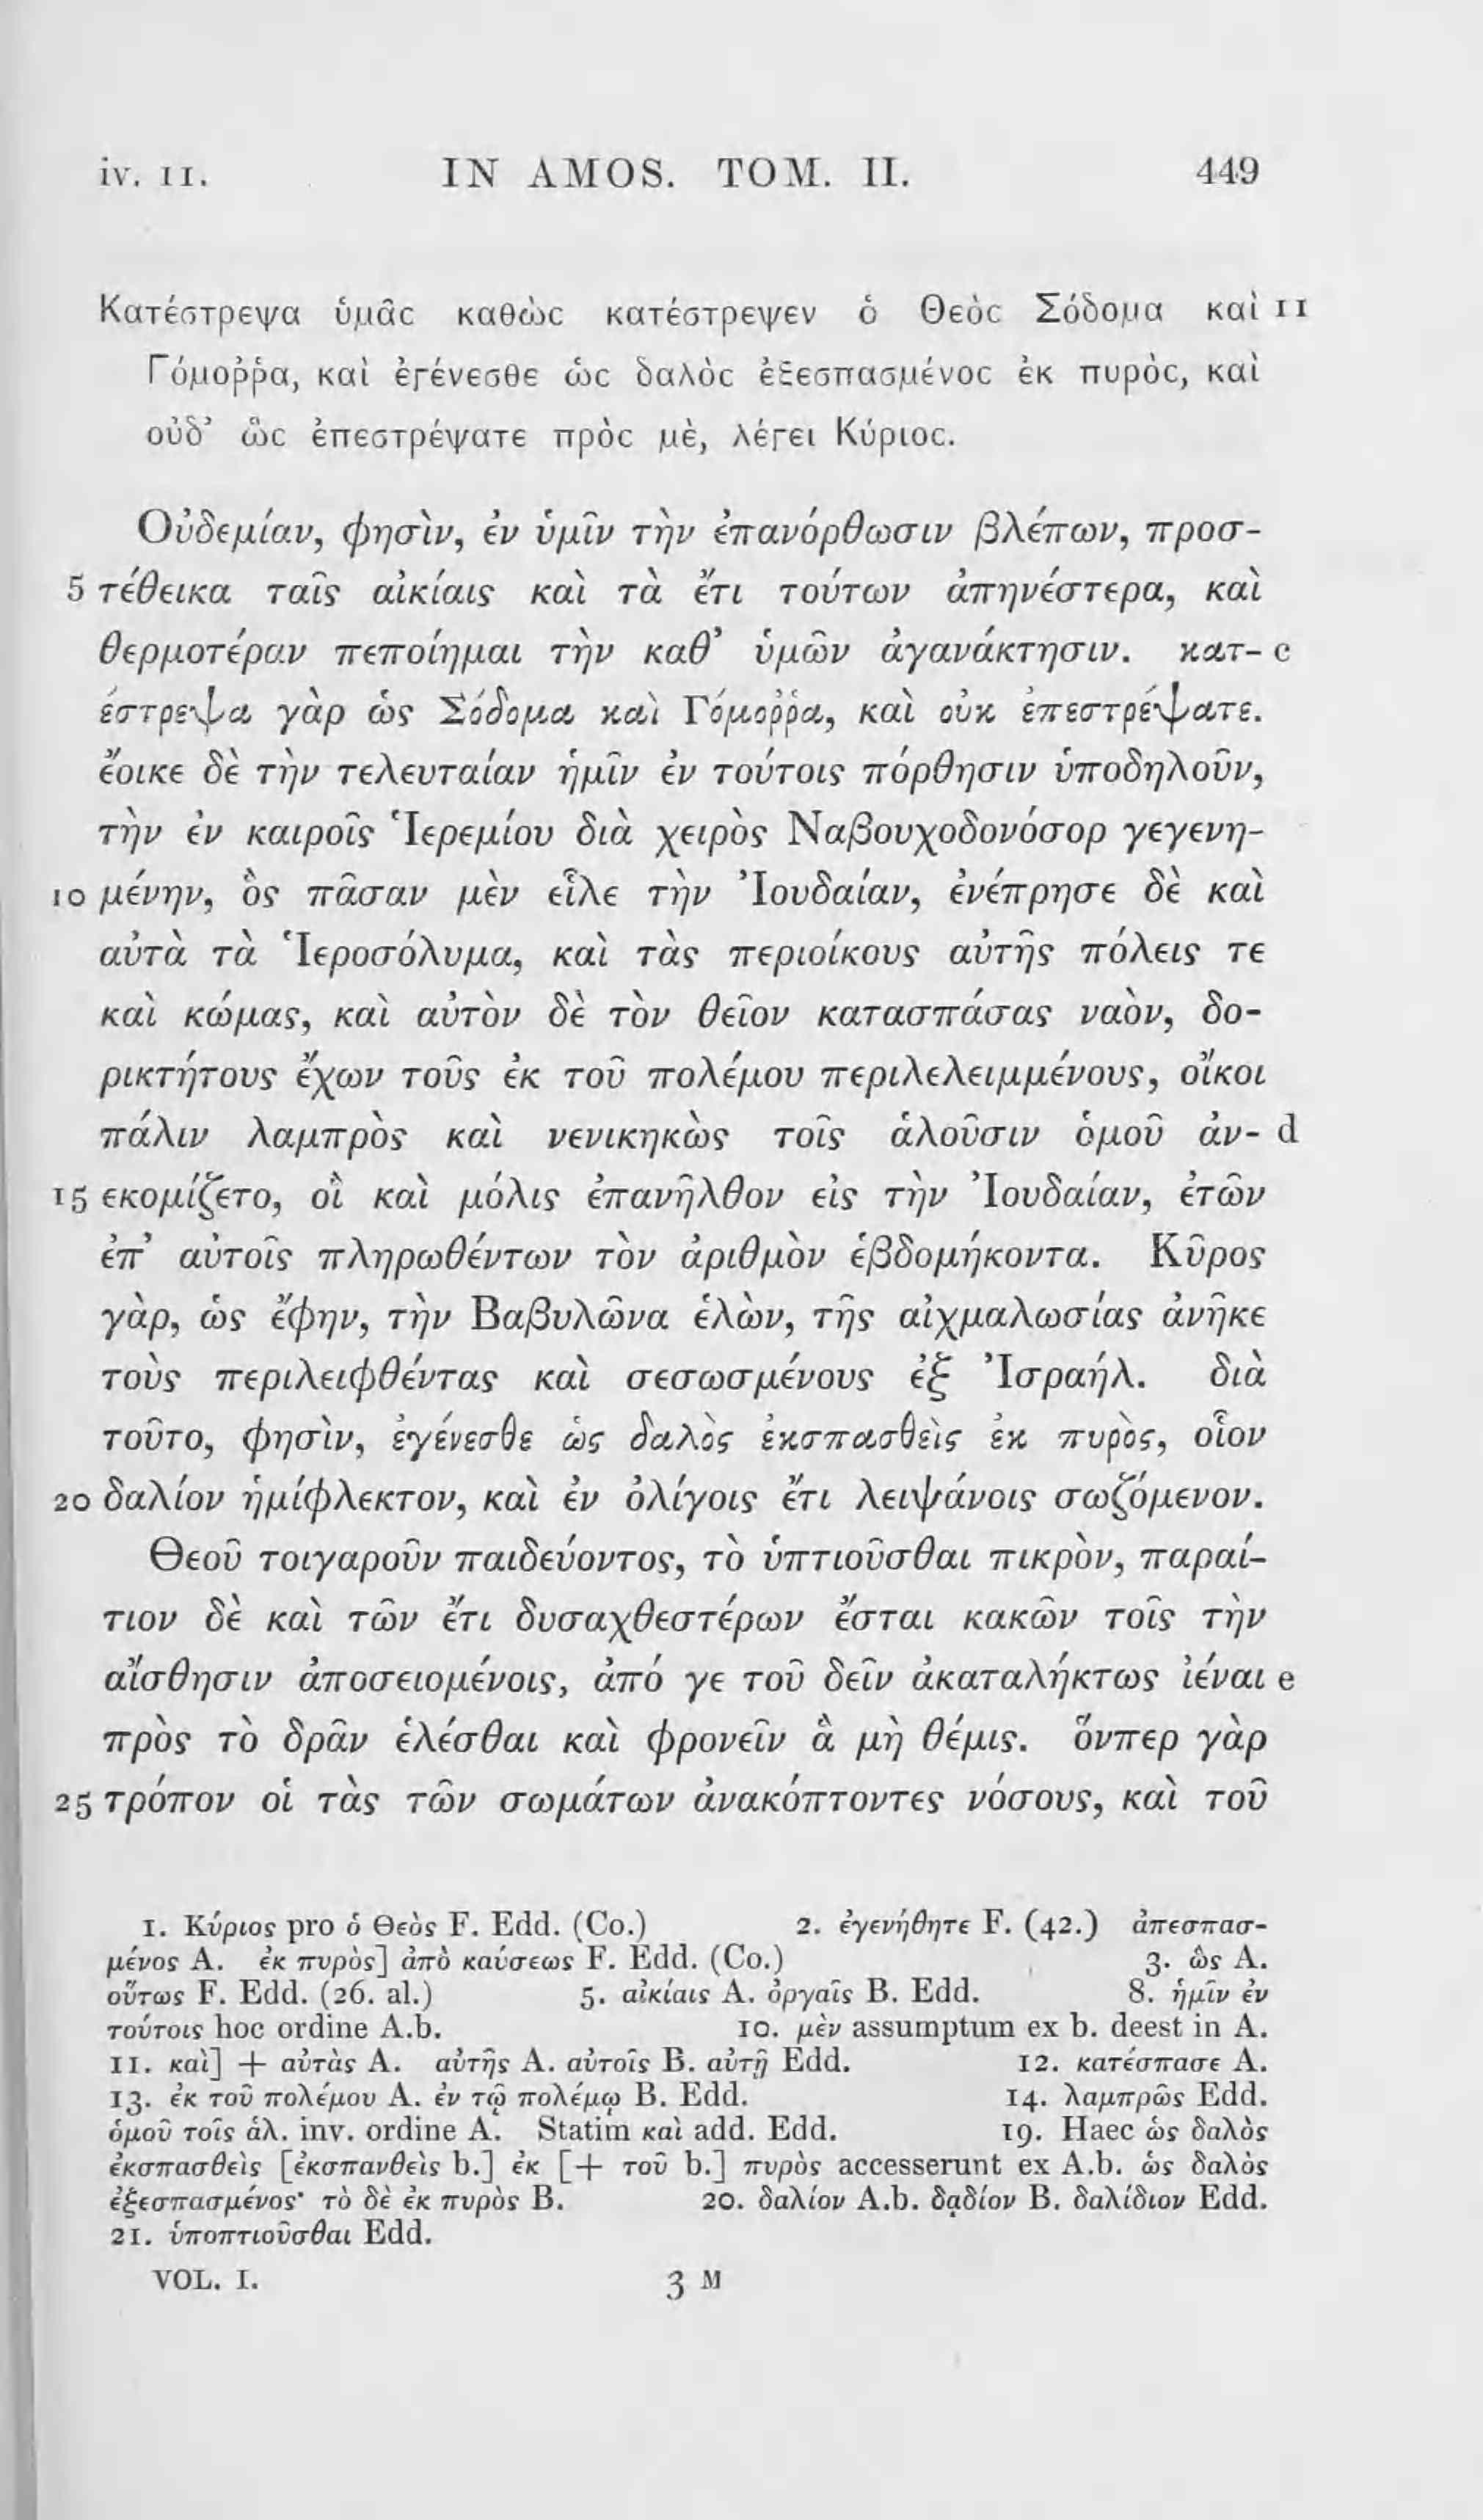 iv. 11. IN AMOS. TOM. II. 449
Κατέστρεψα ὑμᾶς καθὼς κατέστρεψεν ὁ Θεὸς Σόδομα καὶ 11
Γόμοῤῥα, καὶ ἐγένεσθε ὡς δαλὸς ἐξεσπασμένος ἐκ πυρὸς, καὶ
οὐδ’ ὣς ἐπεστρέψατε πρὸς μὲ, λέγει Κύριος.
Οὐδεμίαν, φησὶν, ἐν ὑμῖν τὴν ἐπανόρθωσιν βλέπων, προσ-
5 τέθεικα ταῖς αἰκίαις καὶ τὰ ἔτι τούτων ἀπηνέστερα, καὶ
θερμοτέραν πεποίημαι τὴν καθ’ ὑμῶν ἀγανάκτησιν. κατ- c
έστρεψα γὰρ ὡς Σόδομα καὶ Γόμοῤῥα, καὶ οὐκ ἐπεστρέψατε.
ἔοικε δὲ τὴν τελευταίαν ἡμῖν ἐν τούτοις πόρθησιν ὑποδηλοῦν,
τὴν ἐν καιροῖς Ἱερεμίου διὰ χειρὸς Ναβουχοδονόσορ γεγενη-
10 μένην, ὃς πᾶσαν μὲν εἷλε τὴν Ἰουδαίαν, ἐνέπρησε δὲ καὶ
αὐτὰ τὰ Ἱεροσόλυμα, καὶ τὰς περιοίκους αὐτῆς πόλεις τε
καὶ κώμας, καὶ αὐτὸν δὲ τὸν θεῖον κατασπάσας ναὸν, δο-
ρικτήτους ἔχων τοῦς ἐκ τοῦ πολέμου περιλελειμμένους, οἴκοι
πάλιν λαμπρὸς καὶ νενικηκὼς τοῖς ἁλοῦσιν ὁμοῦ ἀν- d
15 εκομίζετο, οἳ καὶ μόλις ἐπανῆλθον εἰς τὴν Ἰουδαίαν, ἐτῶν
ἐπ’ αὐτοῖς πληρωθέντων τὸν ἀριθμὸν ἑβδομήκοντα. Κῦρος
γὰρ, ὡς ἔφην, τὴν Βαβυλῶνα ἑλὼν, τῆς αἰχμαλωσίας ἀνῆκε
τοὺς περιλειφθέντας καὶ σεσωσμένους ἐξ Ἰσραήλ. διὰ
τοῦτο, φησὶν, ἐγένεσθε ὡς δαλὸς ἐκσπασθεὶς ἐκ πυρὸς, οἷον
20 δαλίον ἡμίφλεκτον, καὶ ἐν ὀλίγοις ἔτι λειψάνοις σωζόμενον.
Θεοῦ τοιγαροῦν παιδεύοντος, τὸ ὑπτιοῦσθαι πικρὸν, παραί-
τιον δὲ καὶ τῶν ἔτι δυσαχθεστέρων ἔσται κακῶν τοῖς τὴν
αἴσθησιν ἀποσειομένοις, ἀπό γε τοῦ δεῖν ἀκαταλήκτως ἰέναι e
πρὸς τὸ δρᾶν ἑλέσθαι καὶ φρονεῖν ἃ μὴ θέμις. ὅνπερ γὰρ
25 τρόπον οἱ τὰς τῶν σωμάτων ἀνακόπτοντες νόσους, καὶ τοῦ
1. Κύριος pro ὁ Θεὸς F. Edd. (Co.) 2. ἐγενήθητε F. (42.) ἀπεσπασ-
μένος A. ἐκ πυρὸς] ἀπὸ καύσεως F. Edd. (Co.) 3. ὣς A.
οὕτως F. Edd. (26. al.) 5. αἰκίαις A. ὀργαῖς B. Edd. 8. ἡμῖν ἐν
τούτοις hoc ordine A.b. 10. μὲν assumptum ex b. deest in A.
11. καὶ] + αὐτὰς A. αὐτῆς A. αὐτοῖς B. αὐτῇ Edd. 12. κατέσπασε A.
13. ἐκ τοῦ πολέμου A. ἐν τῷ πολέμῳ B. Edd. 14. λαμπρῶς Edd.
ὁμοῦ τοῖς ἁλ. inv. ordine A. Statim καὶ add. Edd. 19. Haec ὡς δαλὸς
ἐκσπασθεὶς [ἐκσπανθεὶς b.] ἐκ [+ τοῦ b.] πυρὸς accesserunt ex A.b. ὡς δαλὸς
ἐξεσπασμένος· τὸ δὲ ἐκ πυρὸς B. 20. δαλίον A.b. δᾳδίον B. δαλίδιον Edd.
21. ὑποπτιοῦσθαι Edd.
VOL. I. 3 M